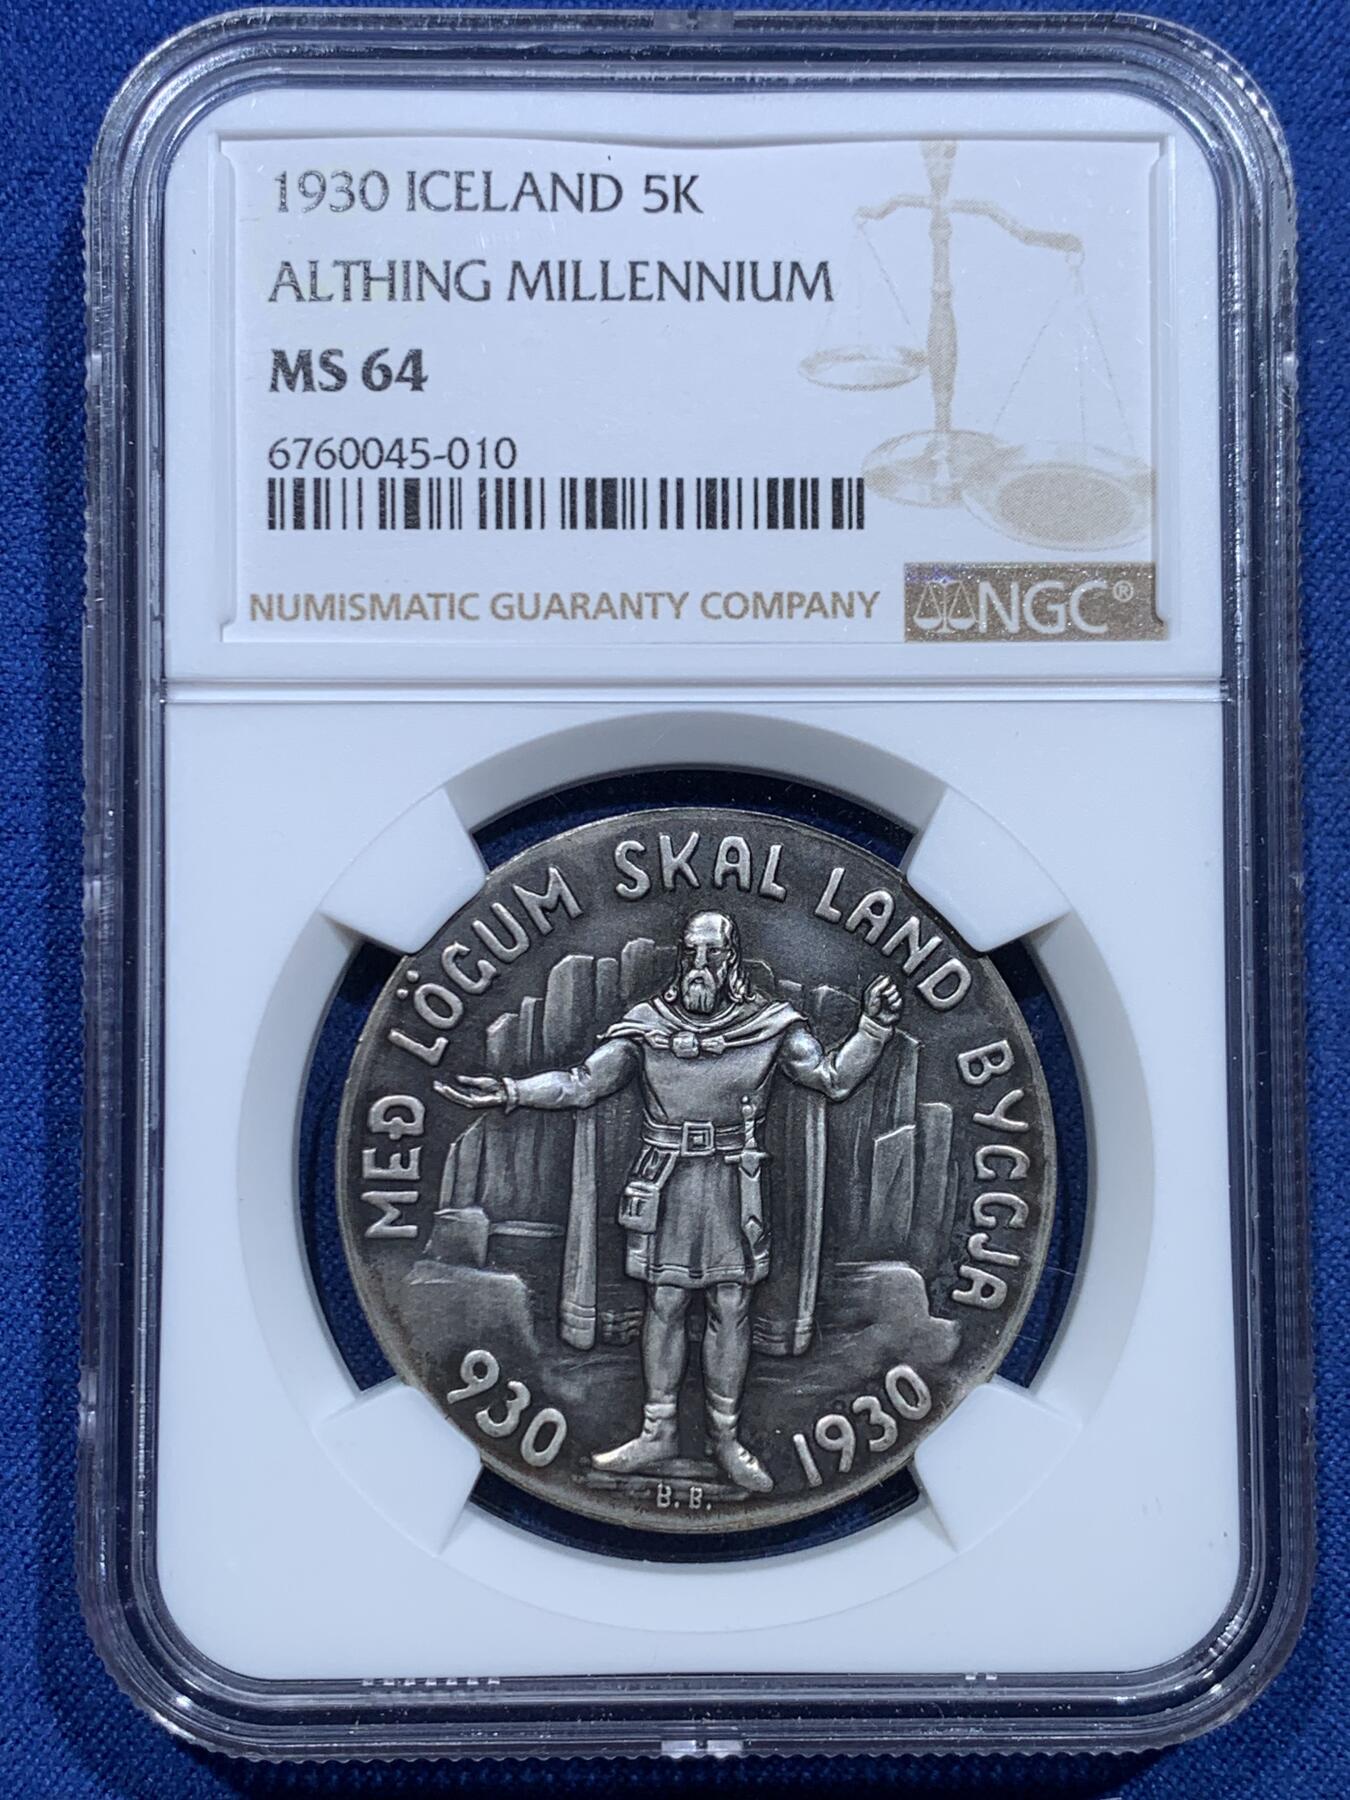 1930 ICELAND 5K
ALTHING MILLENNIUM
MS 64
6760045-010
NUMISMATIC GUARANTY COMPANY
NGC®
MEÐ LÖGUM SKAL LAND BYGGJA
930 1930
B. B.